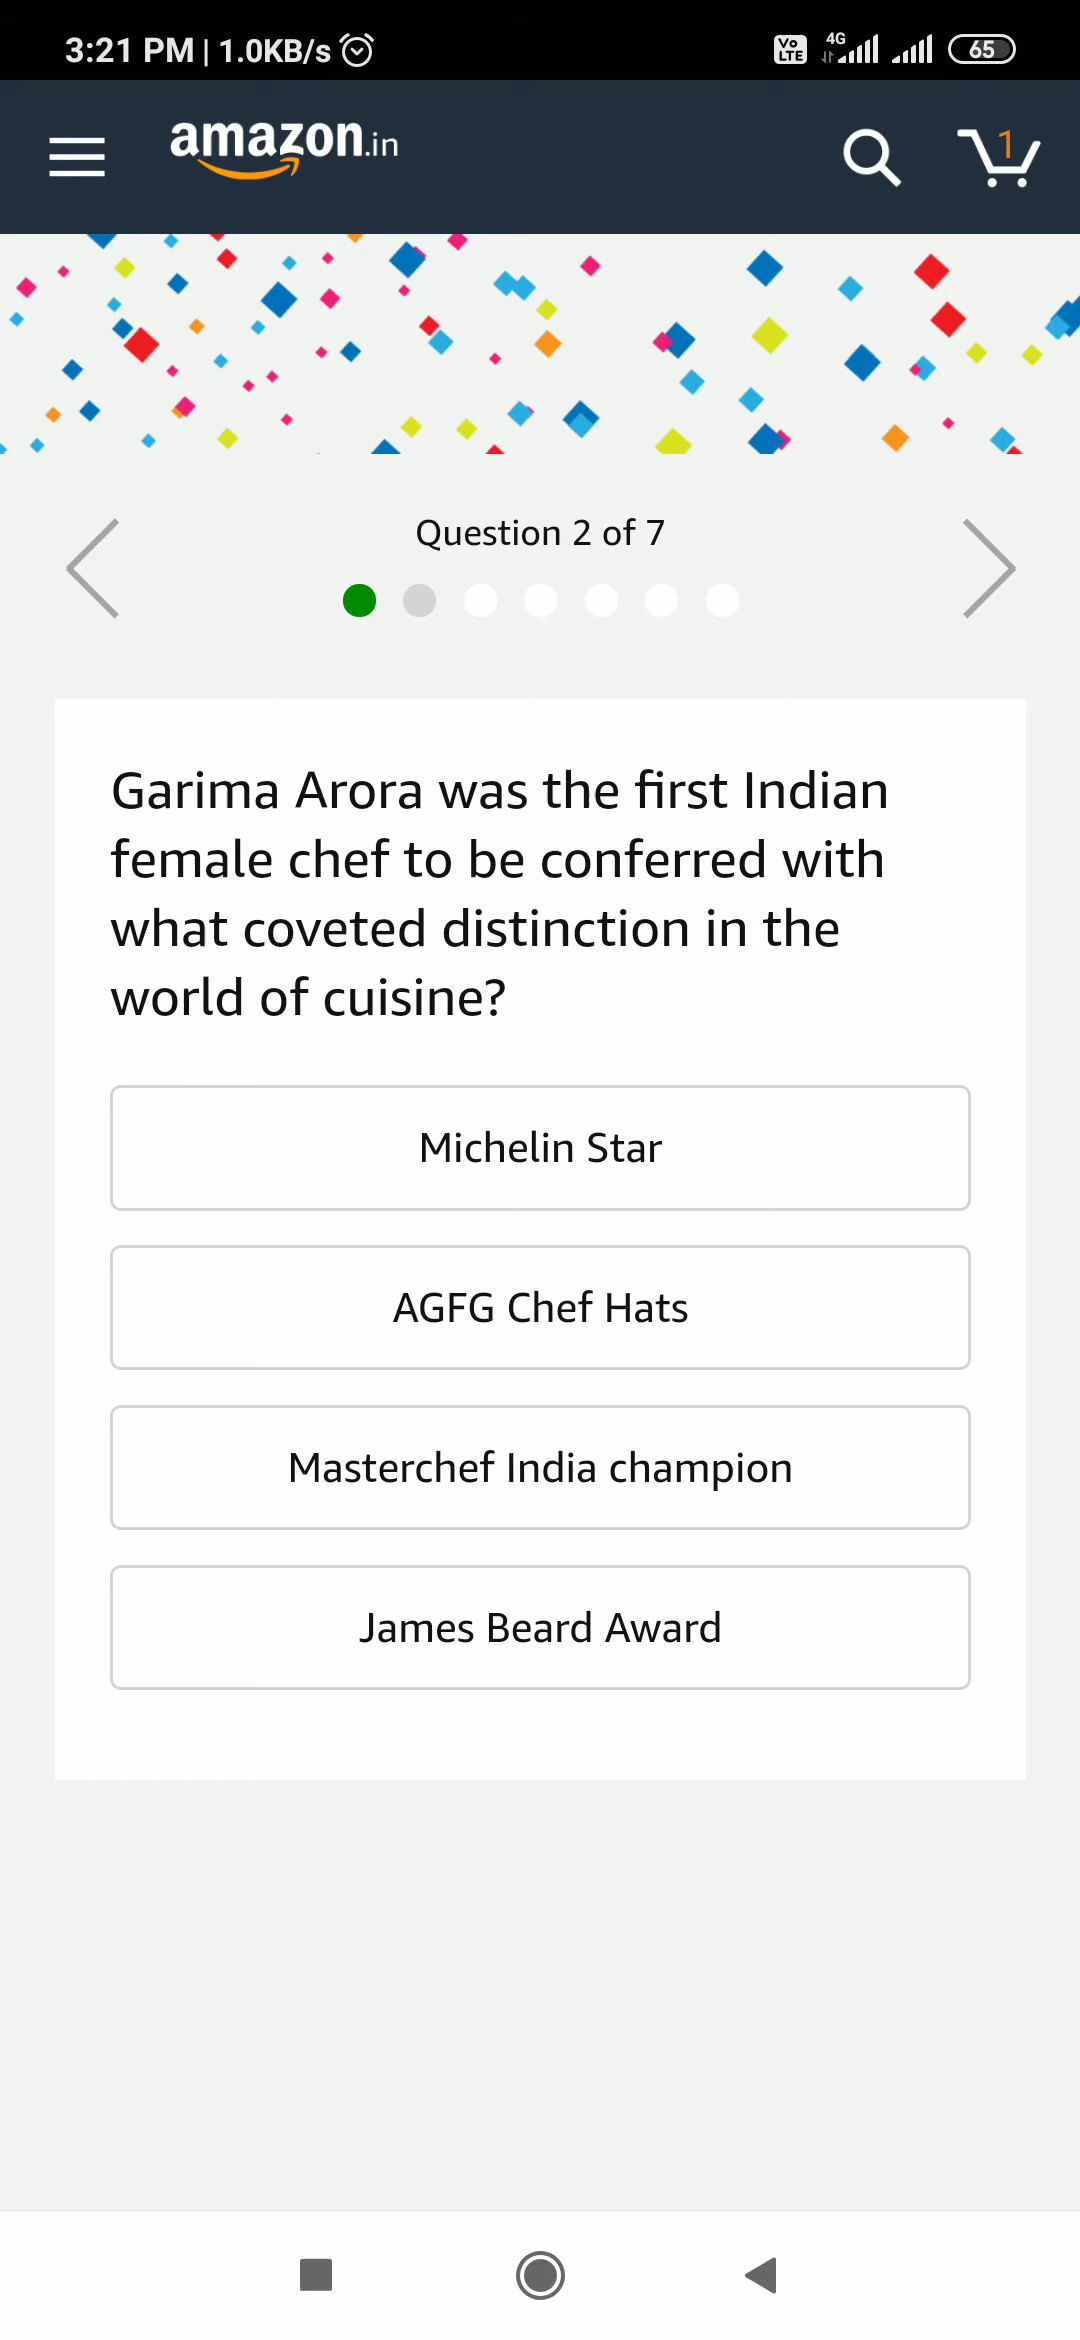 3:21 PM | 1.0KB/s Vo LTE 4G 65
amazon.in 1
Question 2 of 7
Garima Arora was the first Indian
female chef to be conferred with
what coveted distinction in the
world of cuisine?
Michelin Star
AGFG Chef Hats
Masterchef India champion
James Beard Award